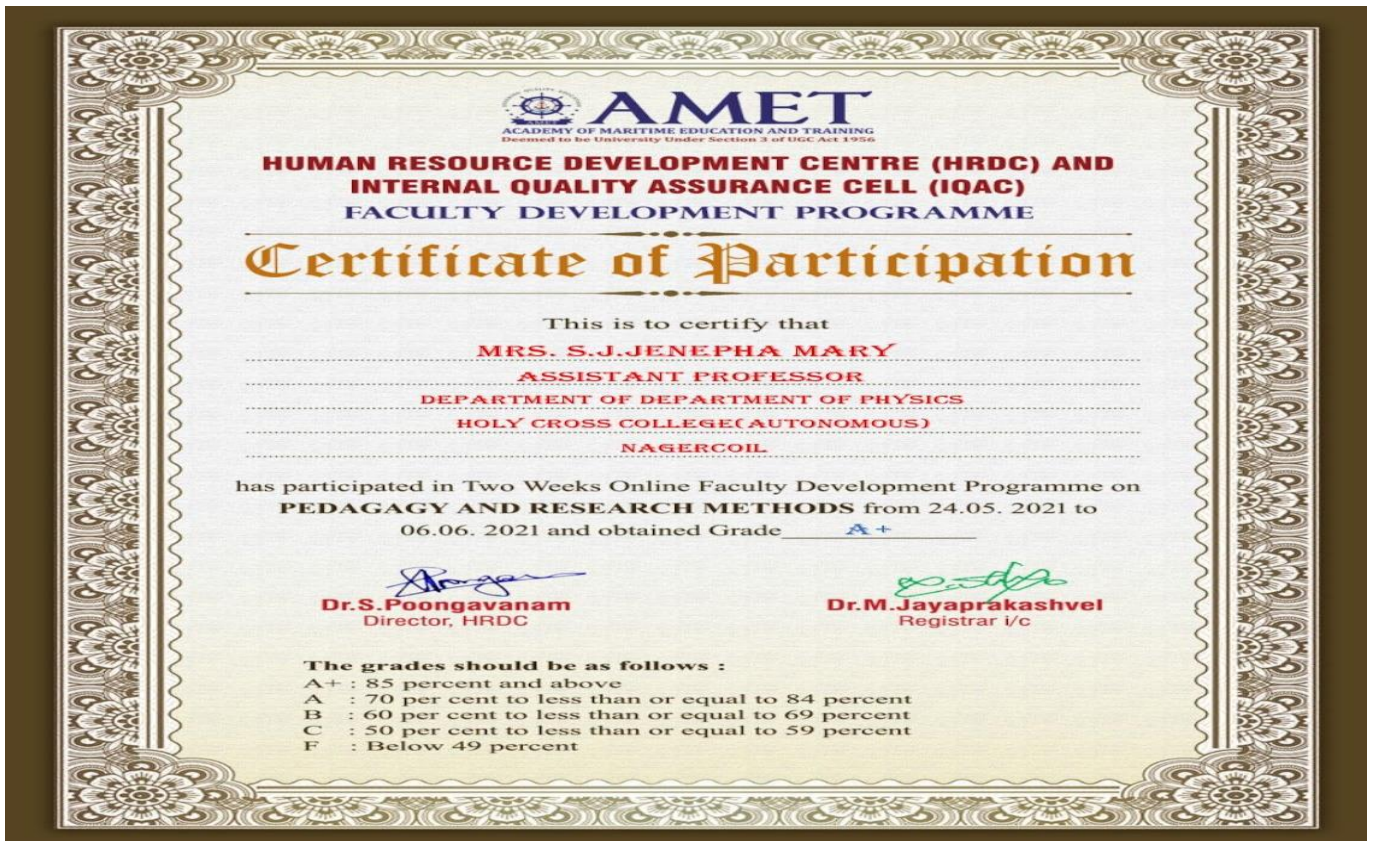 AMET
ACADEMY OF MARITIME EDUCATION AND TRAINING
Deemed to be University Under Section 3 of UGC Act 1956
HUMAN RESOURCE DEVELOPMENT CENTRE (HRDC) AND
INTERNAL QUALITY ASSURANCE CELL (IQAC)
FACULTY DEVELOPMENT PROGRAMME
Certificate of Participation
This is to certify that
MRS. S.J.JENEPHA MARY
ASSISTANT PROFESSOR
DEPARTMENT OF DEPARTMENT OF PHYSICS
HOLY CROSS COLLEGE(AUTONOMOUS)
NAGERCOIL
has participated in Two Weeks Online Faculty Development Programme on
PEDAGAGY AND RESEARCH METHODS from 24.05. 2021 to
06.06. 2021 and obtained Grade A+
Dr.S.Poongavanam Dr.M.Jayaprakashvel
Director, HRDC Registrar i/c
The grades should be as follows :
A+ : 85 percent and above
A : 70 per cent to less than or equal to 84 percent
B : 60 per cent to less than or equal to 69 percent
C : 50 per cent to less than or equal to 59 percent
F : Below 49 percent